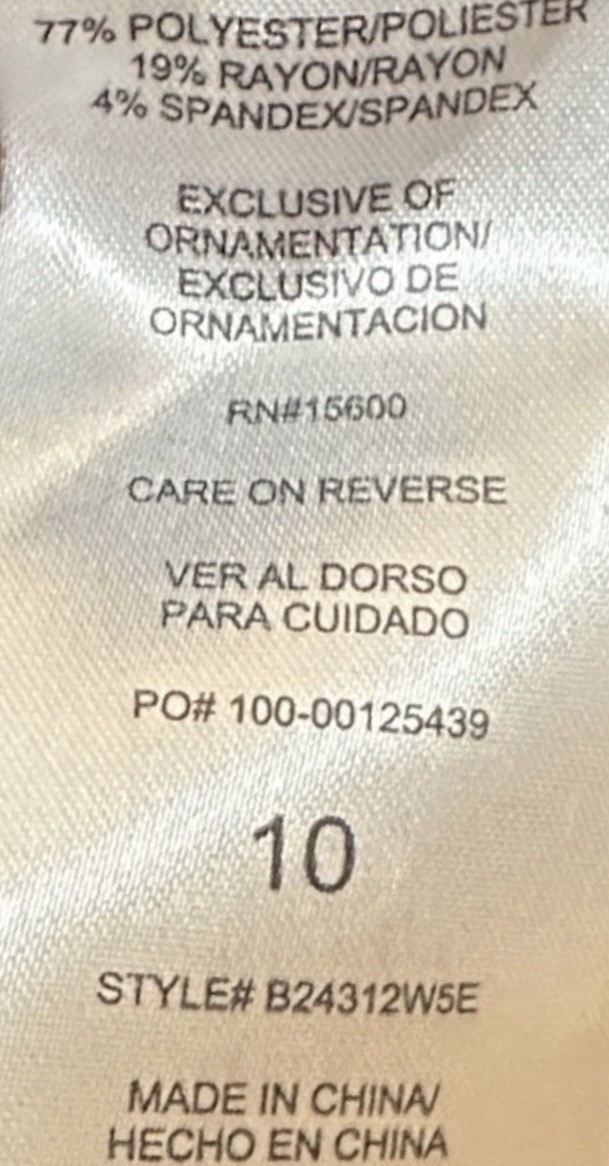 77% POLYESTER/POLIESTER
19% RAYON/RAYON
4% SPANDEX/SPANDEX
EXCLUSIVE OF
ORNAMENTATION/
EXCLUSIVO DE
ORNAMENTACION
RN#15600
CARE ON REVERSE
VER AL DORSO
PARA CUIDADO
PO# 100-00125439
10
STYLE# B24312W5E
MADE IN CHINA/
HECHO EN CHINA